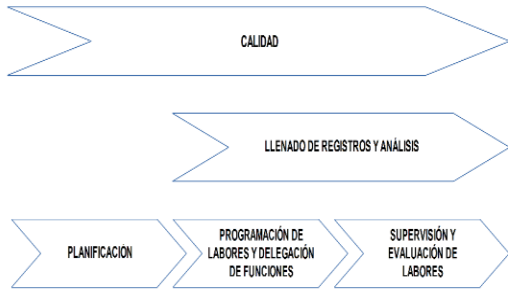 CALIDAD
LLENADO DE REGISTROS Y ANÁLISIS
PLANIFICACIÓN
PROGRAMACIÓN DE
LABORES Y DELEGACIÓN
DE FUNCIONES
SUPERVISIÓN Y
EVALUACIÓN DE
LABORES